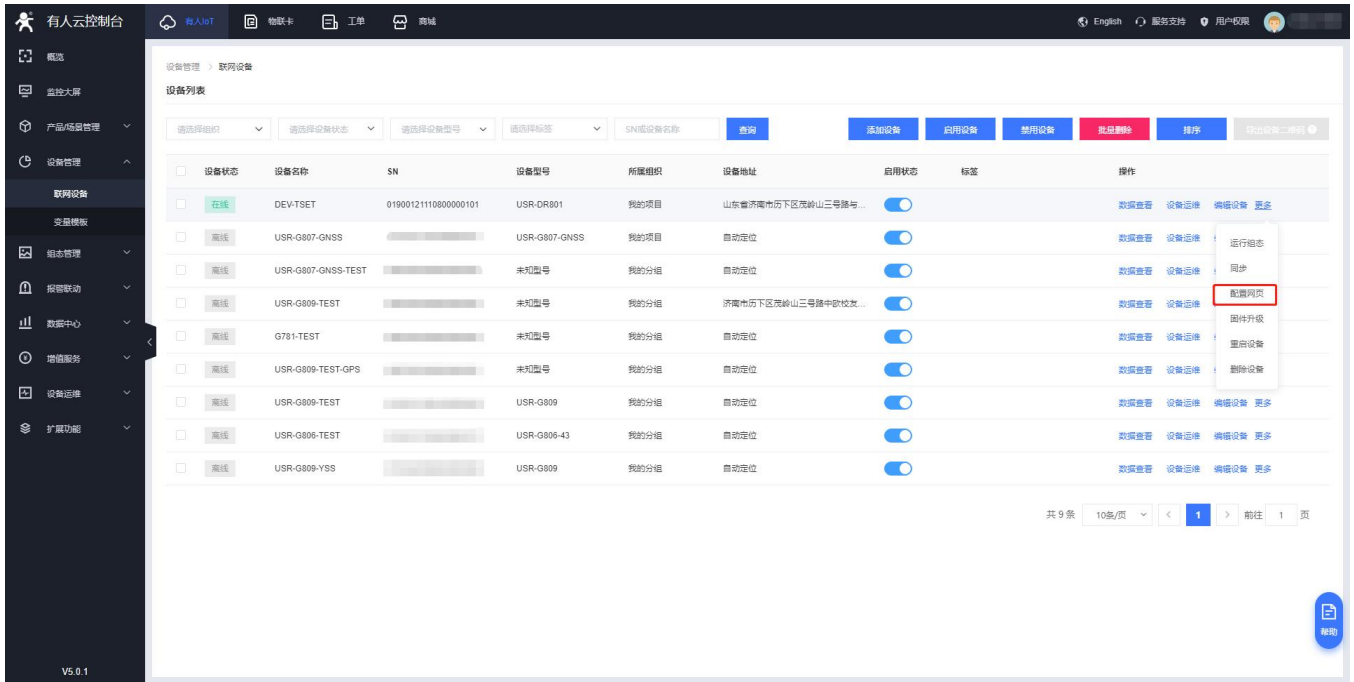 有人云控制台
有人IoT 物联卡 工单 商城 English 服务支持 用户权限
概览
监控大屏
产品/场景管理
设备管理
联网设备
变量模板
组态管理
报警联动
数据中心
增值服务
设备运维
扩展功能
V5.0.1
设备管理 > 联网设备
设备列表
请选择组织 请选择设备状态 请选择设备型号 请选择标签 SN或设备名称 查询 添加设备 启用设备 禁用设备 批量删除 排序 导出设备二维码
设备状态 设备名称 SN 设备型号 所属组织 设备地址 启用状态 标签 操作
在线 DEV-TSET 01900121110800000101 USR-DR801 我的项目 山东省济南市历下区茂岭山三号路与... 数据查看 设备运维 编辑设备 更多
离线 USR-G807-GNSS USR-G807-GNSS 我的项目 自动定位 数据查看 设备运维
离线 USR-G807-GNSS-TEST 未知型号 我的分组 自动定位 数据查看 设备运维
离线 USR-G809-TEST 未知型号 我的分组 济南市历下区茂岭山三号路中欧校友... 数据查看 设备运维
离线 G781-TEST 未知型号 我的分组 自动定位 数据查看 设备运维
离线 USR-G809-TEST-GPS 未知型号 我的分组 自动定位 数据查看 设备运维
离线 USR-G809-TEST USR-G809 我的分组 自动定位 数据查看 设备运维 编辑设备 更多
离线 USR-G806-TEST USR-G806-43 我的分组 自动定位 数据查看 设备运维 编辑设备 更多
离线 USR-G809-YSS USR-G809 我的分组 自动定位 数据查看 设备运维 编辑设备 更多
运行组态
同步
配置网页
固件升级
重启设备
删除设备
共 9 条 10条/页 < 1 > 前往 1 页
帮助